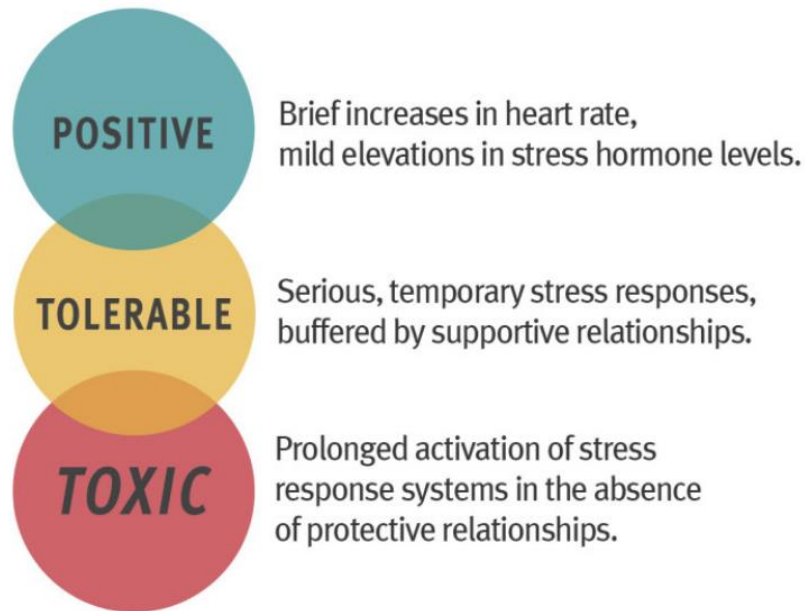 POSITIVE
Brief increases in heart rate,
mild elevations in stress hormone levels.
TOLERABLE
Serious, temporary stress responses,
buffered by supportive relationships.
TOXIC
Prolonged activation of stress
response systems in the absence
of protective relationships.